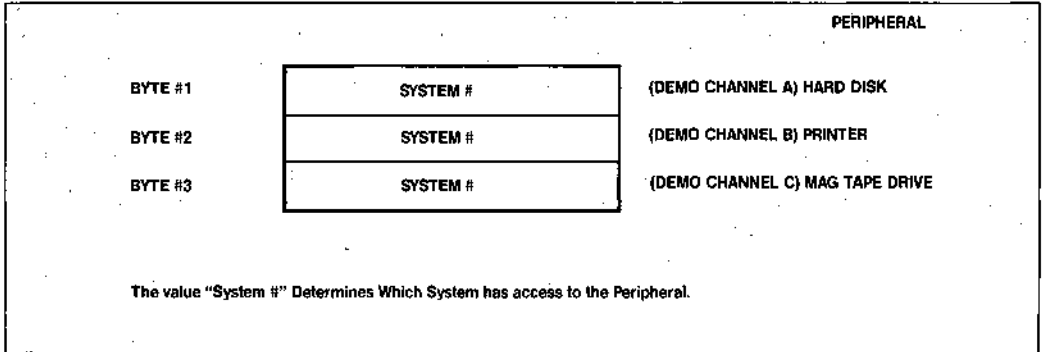 PERIPHERAL
BYTE #1 SYSTEM # (DEMO CHANNEL A) HARD DISK
BYTE #2 SYSTEM # (DEMO CHANNEL B) PRINTER
BYTE #3 SYSTEM # (DEMO CHANNEL C) MAG TAPE DRIVE
The value "System #" Determines Which System has access to the Peripheral.